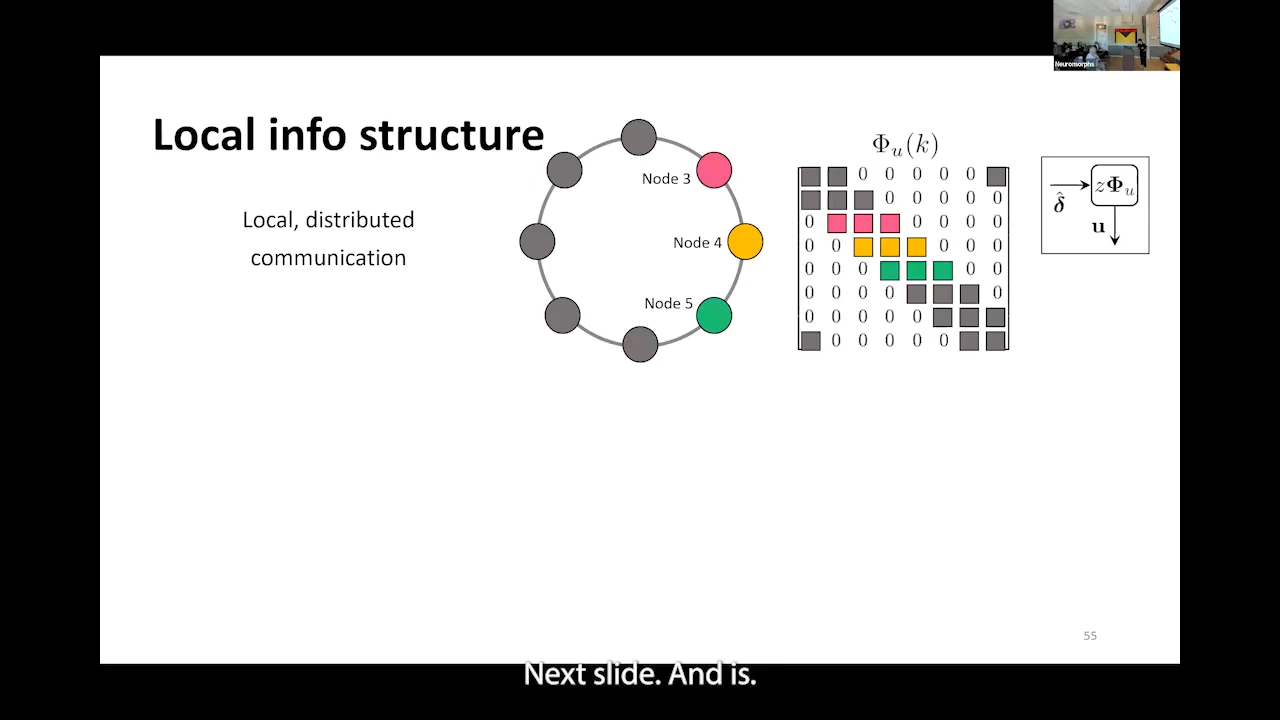 Neuromorphs
Local info structure
Local, distributed
communication
Node 3
Node 4
Node 5
Φ_u(k)
0 0 0 0 0
0 0 0 0 0
0 0 0 0 0
0 0 0 0 0
0 0 0 0 0
0 0 0 0 0
0 0 0 0 0
0 0 0 0 0
δ̂
zΦ_u
u
55
Next slide. And is.